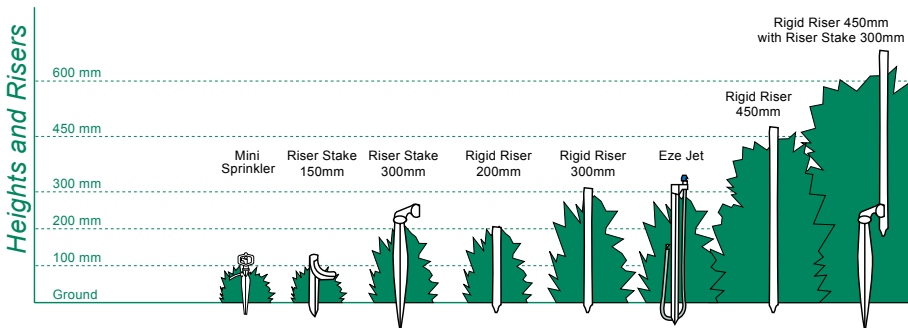 Heights and Risers
600 mm
450 mm
300 mm
200 mm
100 mm
Ground
Mini
Sprinkler
Riser Stake
150mm
Riser Stake
300mm
Rigid Riser
200mm
Rigid Riser
300mm
Eze Jet
Rigid Riser
450mm
Rigid Riser 450mm
with Riser Stake 300mm